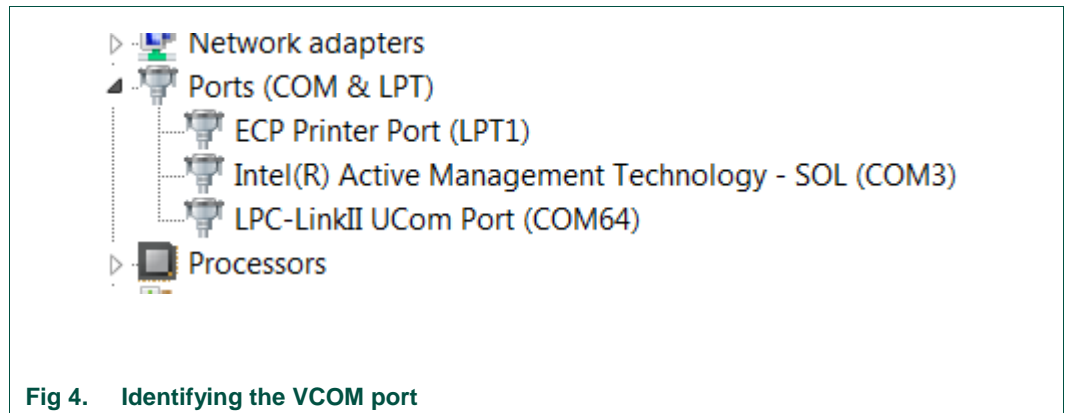 Network adapters
Ports (COM & LPT)
ECP Printer Port (LPT1)
Intel(R) Active Management Technology - SOL (COM3)
LPC-LinkII UCom Port (COM64)
Processors
Fig 4. Identifying the VCOM port